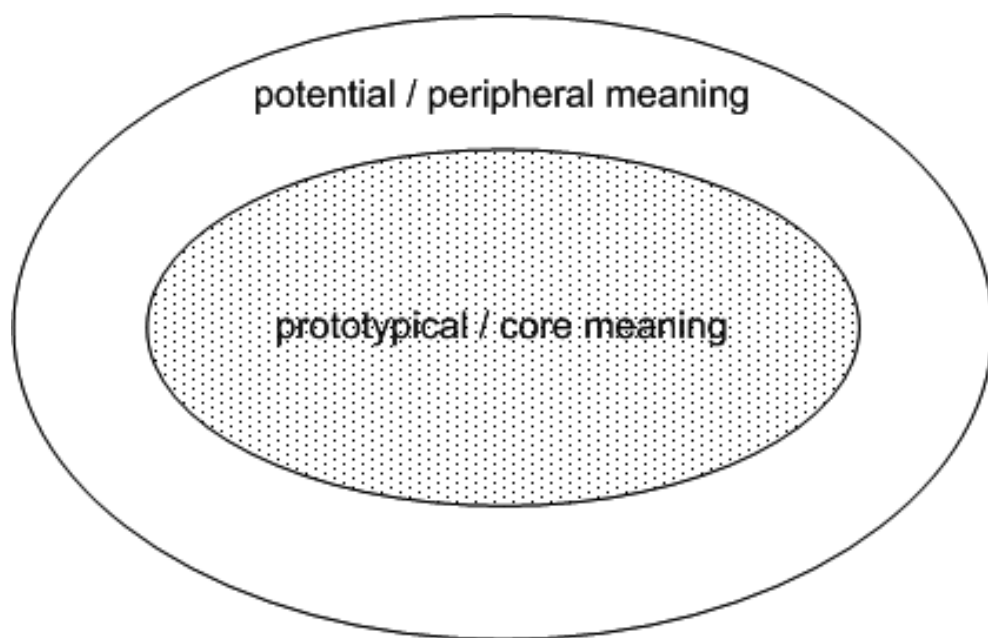 potential / peripheral meaning
prototypical / core meaning